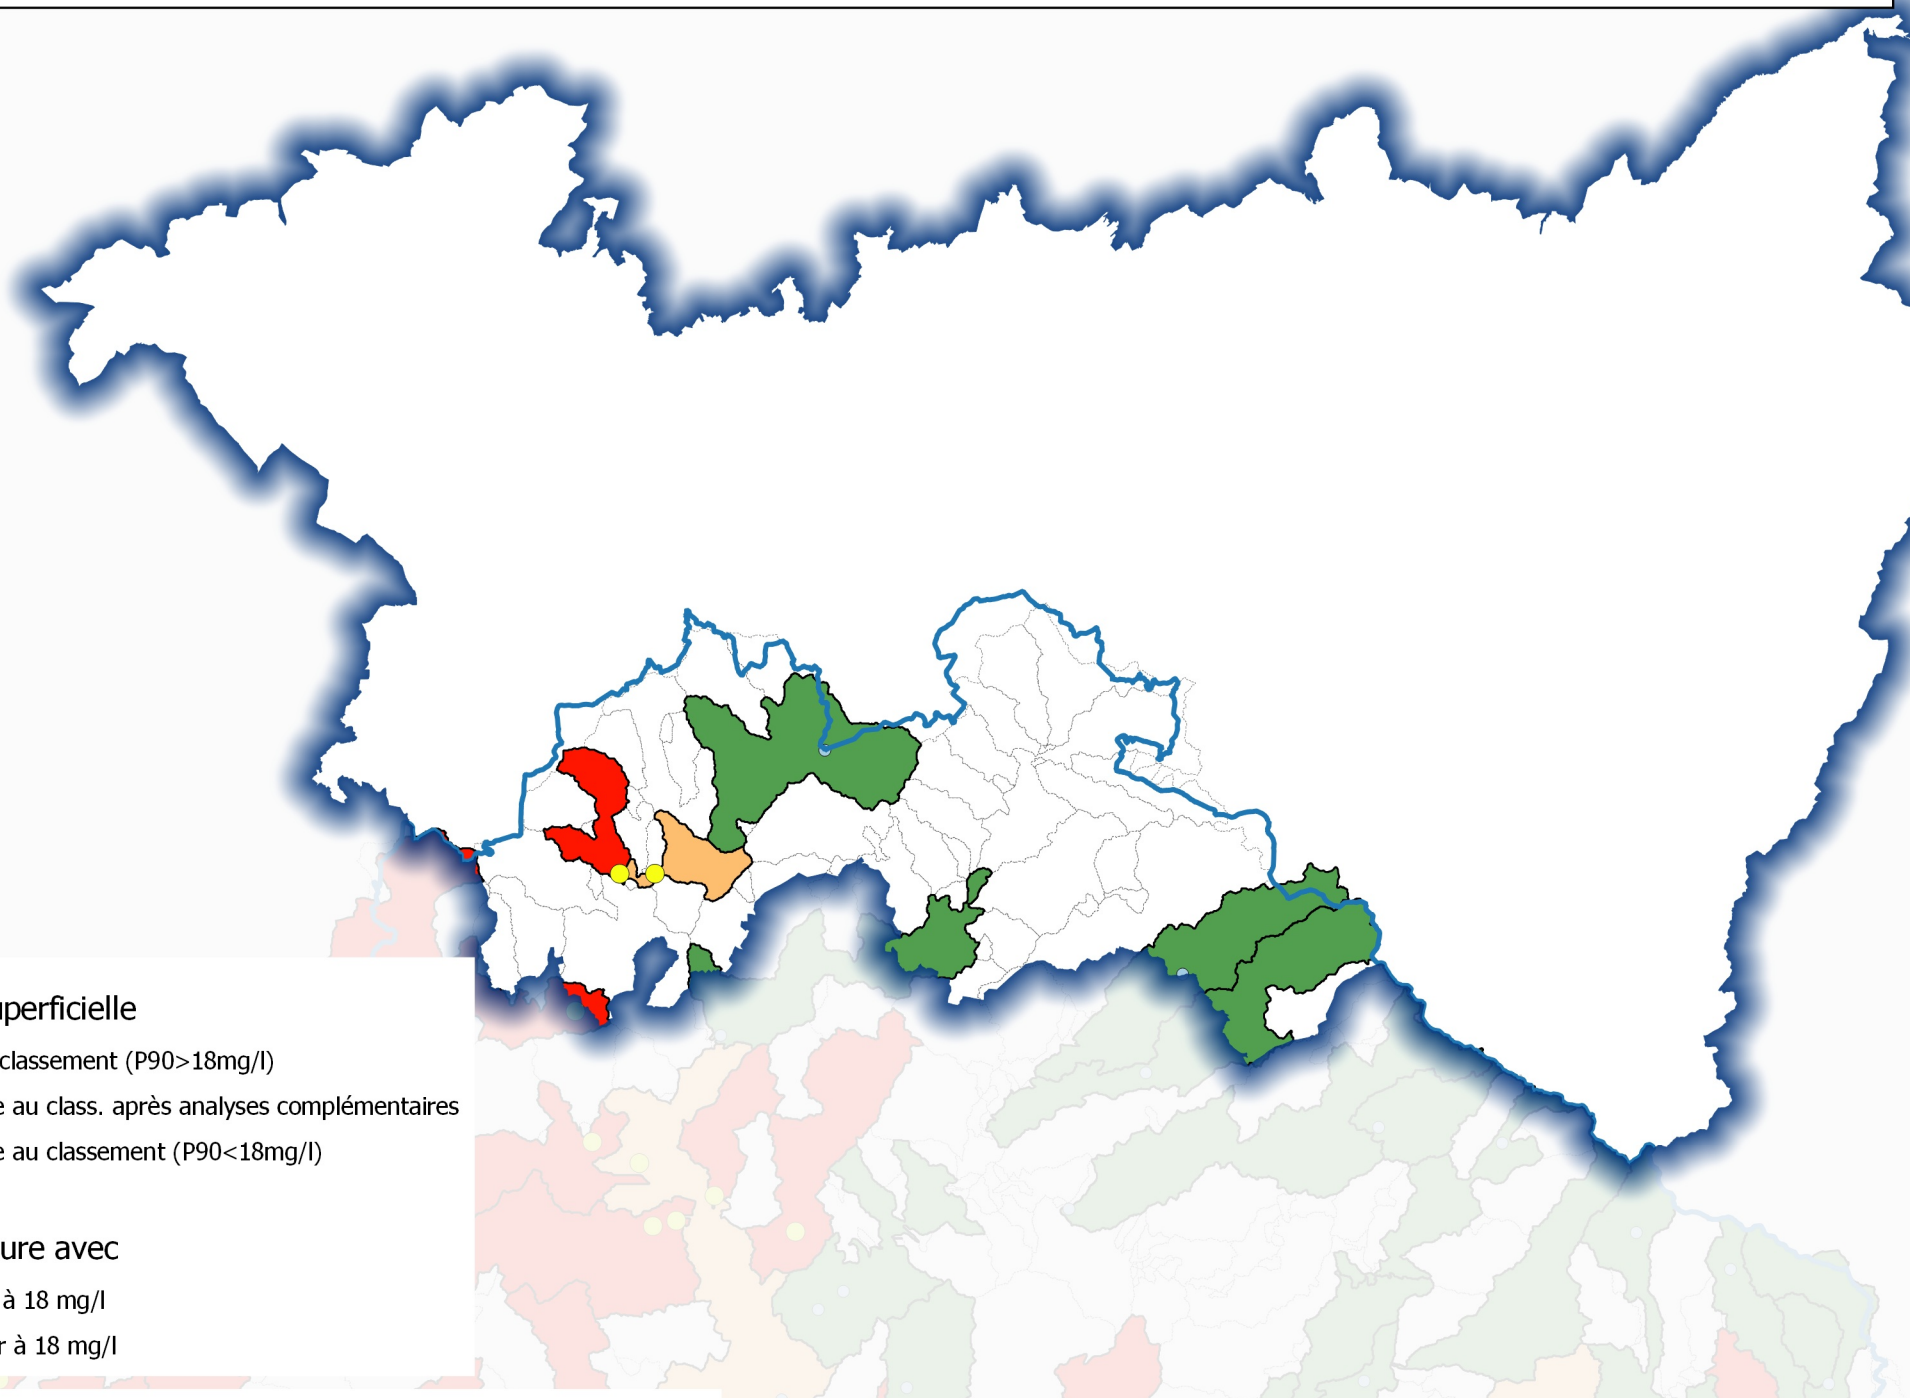 uperficielle
classement (P90>18mg/l)
e au class. après analyses complémentaires
e au classement (P90<18mg/l)
ure avec
à 18 mg/l
r à 18 mg/l